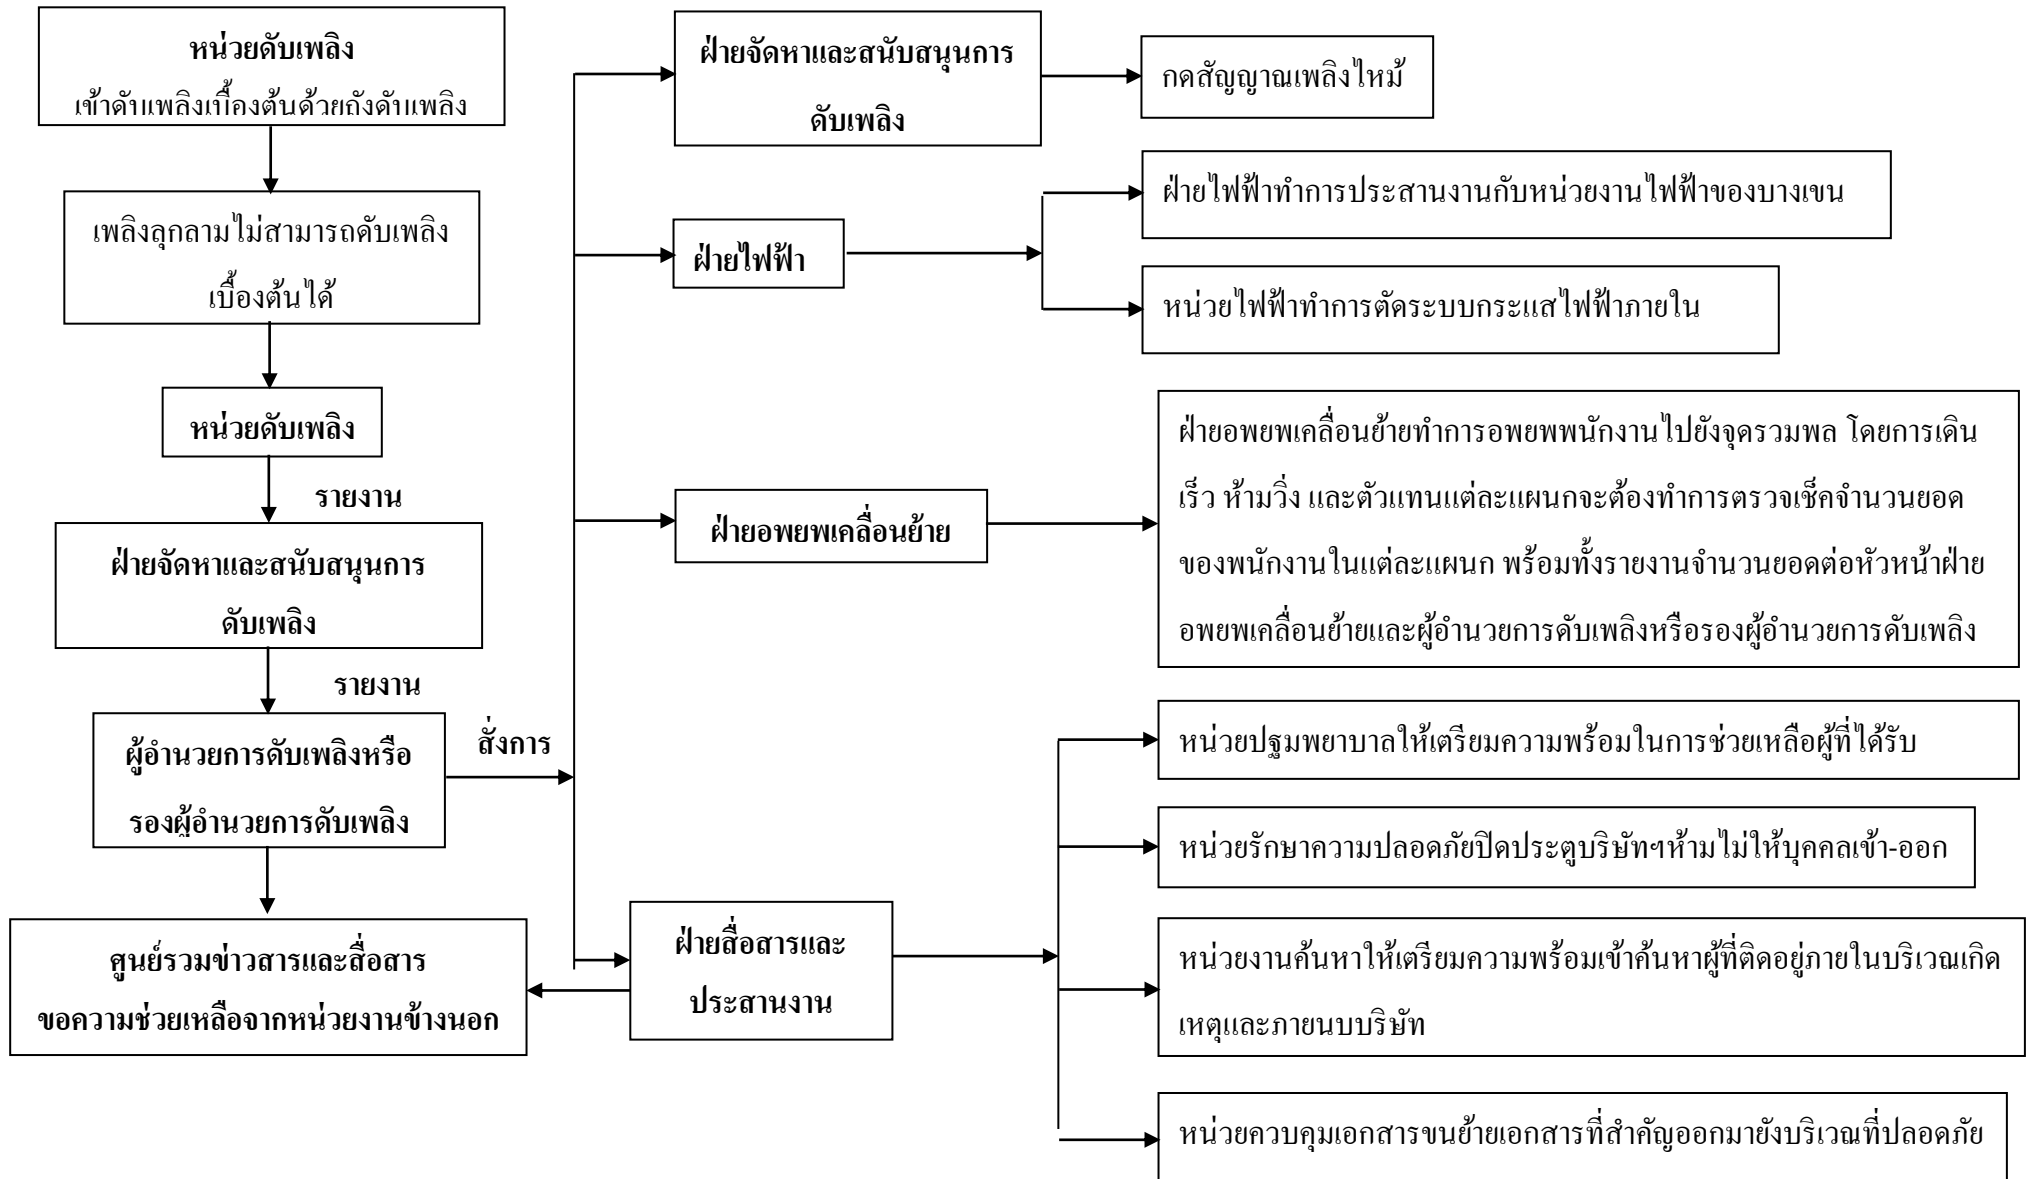 หน่วยดับเพลิง
เข้าดับเพลิงเบื้องต้นด้วยถังดับเพลิง
เพลิงลุกลามไม่สามารถดับเพลิง
เบื้องต้นได้
หน่วยดับเพลิง
รายงาน
ฝ่ายจัดหาและสนับสนุนการ
ดับเพลิง
รายงาน
ผู้อำนวยการดับเพลิงหรือ
รองผู้อำนวยการดับเพลิง
สั่งการ
ศูนย์รวมข่าวสารและสื่อสาร
ขอความช่วยเหลือจากหน่วยงานข้างนอก
ฝ่ายจัดหาและสนับสนุนการ
ดับเพลิง
กดสัญญาณเพลิงไหม้
ฝ่ายไฟฟ้า
ฝ่ายไฟฟ้าทำการประสานงานกับหน่วยงานไฟฟ้าของบางเขน
หน่วยไฟฟ้าทำการตัดระบบกระแสไฟฟ้าภายใน
ฝ่ายอพยพเคลื่อนย้าย
ฝ่ายอพยพเคลื่อนย้ายทำการอพยพพนักงานไปยังจุดรวมพล โดยการเดิน
เร็ว ห้ามวิ่ง และตัวแทนแต่ละแผนกจะต้องทำการตรวจเช็คจำนวนยอด
ของพนักงานในแต่ละแผนก พร้อมทั้งรายงานจำนวนยอดต่อหัวหน้าฝ่าย
อพยพเคลื่อนย้ายและผู้อำนวยการดับเพลิงหรือรองผู้อำนวยการดับเพลิง
ฝ่ายสื่อสารและ
ประสานงาน
หน่วยปฐมพยาบาลให้เตรียมความพร้อมในการช่วยเหลือผู้ที่ได้รับ
หน่วยรักษาความปลอดภัยปิดประตูบริษัทฯห้ามไม่ให้บุคคลเข้า-ออก
หน่วยงานค้นหาให้เตรียมความพร้อมเข้าค้นหาผู้ที่ติดอยู่ภายในบริเวณเกิด
เหตุและภายนบบริษัท
หน่วยควบคุมเอกสารขนย้ายเอกสารที่สำคัญออกมายังบริเวณที่ปลอดภัย